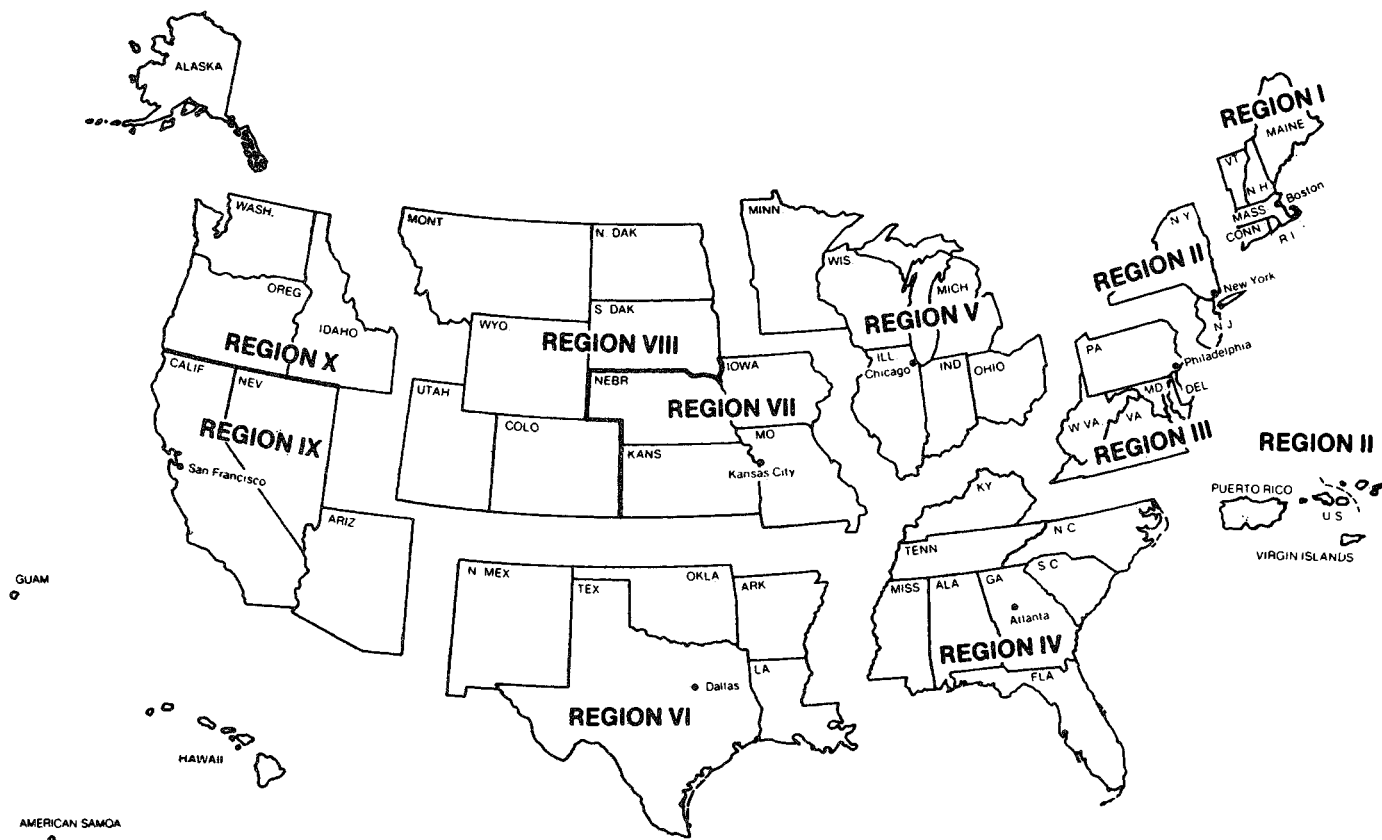 ALASKA
REGION I
MAINE
VT
N H
Boston
MASS
CONN
R I
WASH.
MONT
N. DAK
MINN
WIS
MICH
N Y
REGION II
New York
N J
OREG
IDAHO
REGION X
WYO
S DAK
REGION VIII
REGION V
PA
Philadelphia
CALIF
NEV
UTAH
NEBR
IOWA
ILL.
Chicago
IND
OHIO
MD
DEL
W VA.
VA
REGION III
REGION IX
COLO
REGION VII
KANS
MO
Kansas City
San Francisco
REGION II
PUERTO RICO
U S
VIRGIN ISLANDS
KY
ARIZ
TENN
N C
S C
GUAM
N MEX
TEX
OKLA
ARK
MISS
ALA
GA
Atlanta
REGION IV
LA
FLA
Dallas
REGION VI
HAWAII
AMERICAN SAMOA